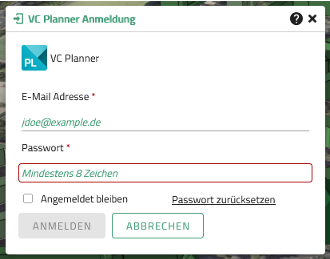 VC Planner Anmeldung
PL VC Planner
E-Mail Adresse *
jdoe@example.de
Passwort *
Mindestens 8 Zeichen
Angemeldet bleiben Passwort zurücksetzen
ANMELDEN ABBRECHEN